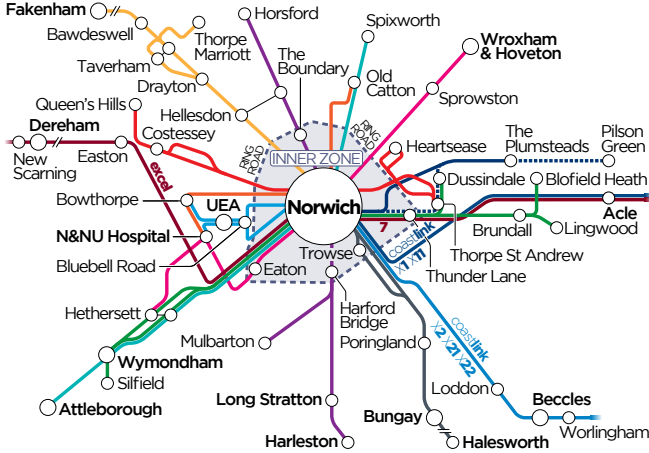 Fakenham
Bawdeswell
Taverham
Thorpe
Marriott
Drayton
Horsford
The
Boundary
Hellesdon
Spixworth
Old
Catton
Wroxham
& Hoveton
Sprowston
Queen's Hills
Costessey
Dereham
New
Scarning
Easton
excel
RING
ROAD
INNER ZONE
RING
ROAD
Heartsease
The
Plumsteads
Pilson
Green
Dussindale
Blofield Heath
Acle
Bowthorpe
UEA
Norwich
N&NU Hospital
Bluebell Road
Eaton
Trowse
7
coastlink
X1 X11
Brundall
Lingwood
Thorpe St Andrew
Thunder Lane
Hethersett
Wymondham
Silfield
Attleborough
Mulbarton
Harford
Bridge
Poringland
coastlink
X2 X21 X22
Loddon
Long Stratton
Harleston
Bungay
Halesworth
Beccles
Worlingham